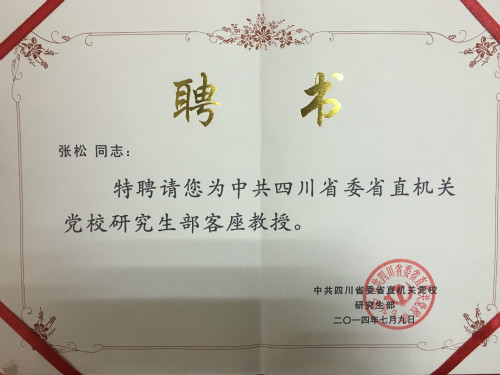 聘 书
张松 同志：
特聘请您为中共四川省委省直机关
党校研究生部客座教授。
中共四川省委省直机关党校
研究生部
二〇一四年七月九日